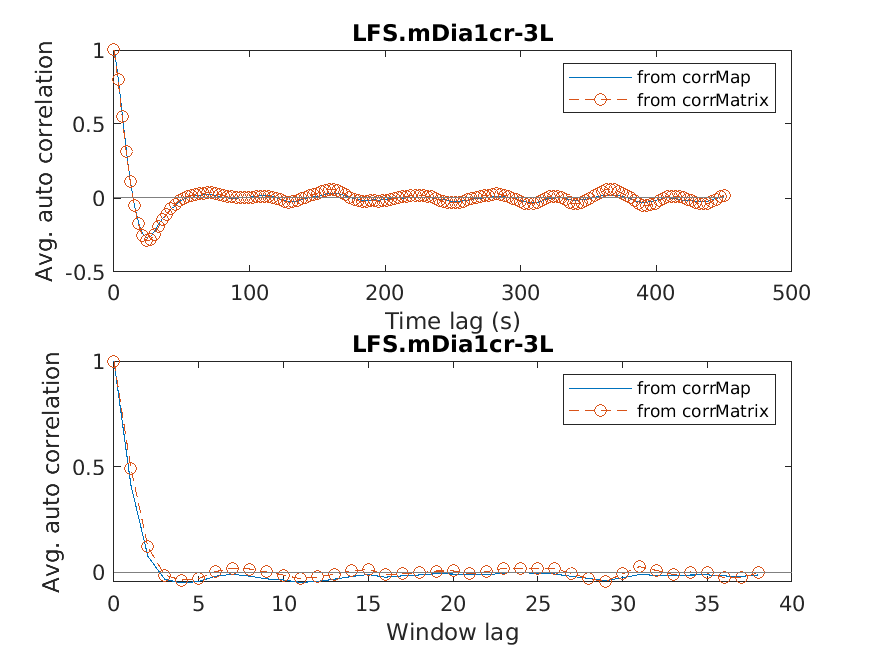 LFS.mDia1cr-3L
1
0.5
0
-0.5
Avg. auto correlation
from corrMap
from corrMatrix
0 100 200 300 400 500
Time lag (s)
LFS.mDia1cr-3L
1
0.5
0
Avg. auto correlation
from corrMap
from corrMatrix
0 5 10 15 20 25 30 35 40
Window lag